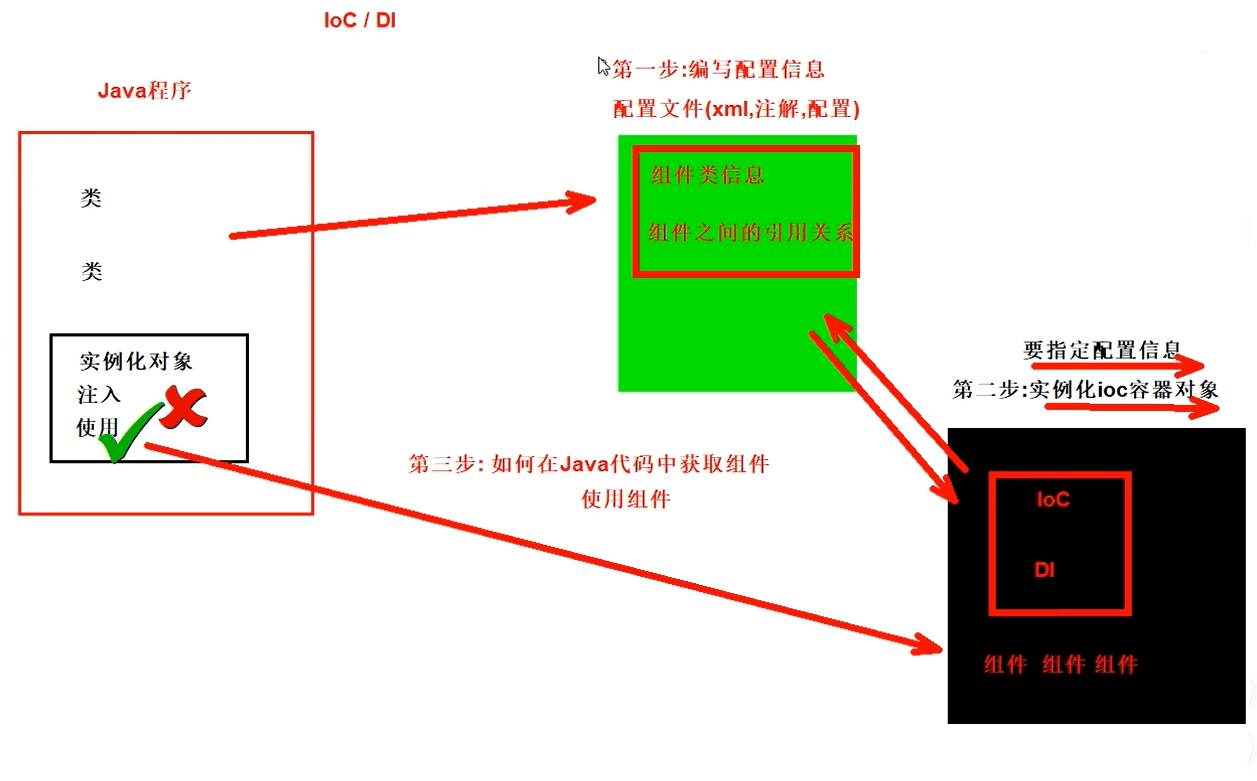 IoC / DI
Java程序
类
类
实例化对象
注入
使用
第一步:编写配置信息
配置文件(xml,注解,配置)
组件类信息
组件之间的引用关系
要指定配置信息
第二步:实例化ioc容器对象
第三步: 如何在Java代码中获取组件
使用组件
IoC
DI
组件 组件 组件